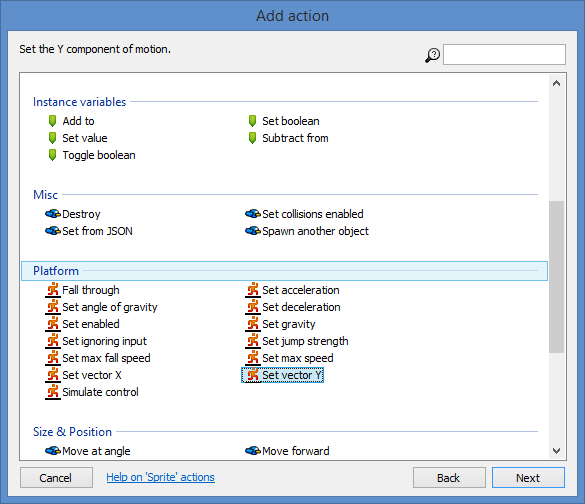 Add action
Set the Y component of motion.
Instance variables
Add to Set boolean
Set value Subtract from
Toggle boolean
Misc
Destroy Set collisions enabled
Set from JSON Spawn another object
Platform
Fall through Set acceleration
Set angle of gravity Set deceleration
Set enabled Set gravity
Set ignoring input Set jump strength
Set max fall speed Set max speed
Set vector X Set vector Y
Simulate control
Size & Position
Move at angle Move forward
Cancel Help on 'Sprite' actions Back Next